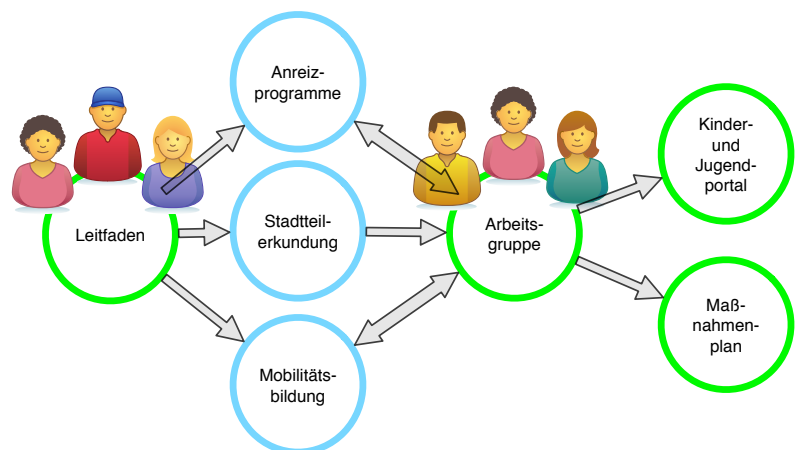 Leitfaden
Anreiz-
programme
Stadtteil-
erkundung
Mobilitäts-
bildung
Arbeits-
gruppe
Kinder-
und
Jugend-
portal
Maß-
nahmen-
plan